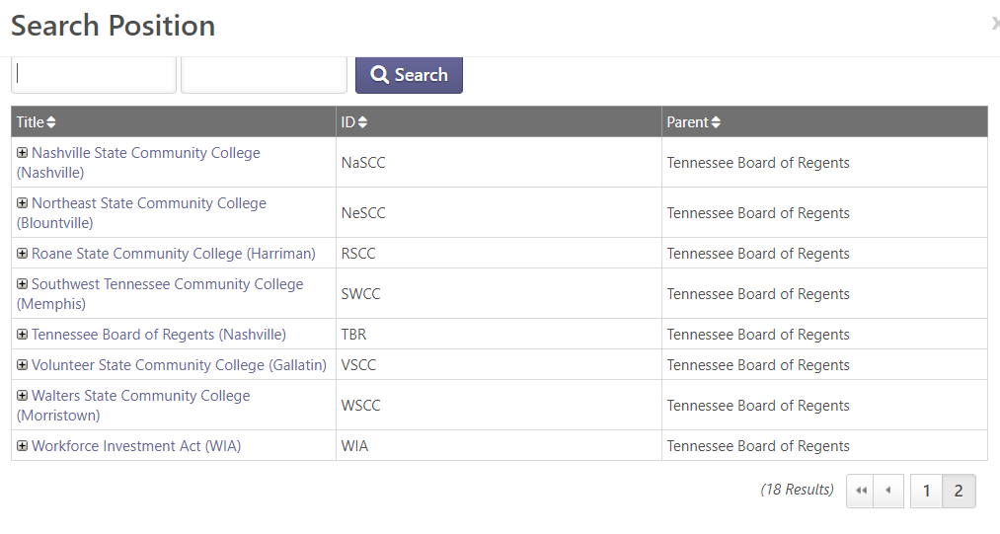 Search Position
x
Search
Title ID Parent
Nashville State Community College
(Nashville)
NaSCC
Tennessee Board of Regents
Northeast State Community College
(Blountville)
NeSCC
Tennessee Board of Regents
Roane State Community College (Harriman)
RSCC
Tennessee Board of Regents
Southwest Tennessee Community College
(Memphis)
SWCC
Tennessee Board of Regents
Tennessee Board of Regents (Nashville)
TBR
Tennessee Board of Regents
Volunteer State Community College (Gallatin)
VSCC
Tennessee Board of Regents
Walters State Community College
(Morristown)
WSCC
Tennessee Board of Regents
Workforce Investment Act (WIA)
WIA
Tennessee Board of Regents
(18 Results) 1 2